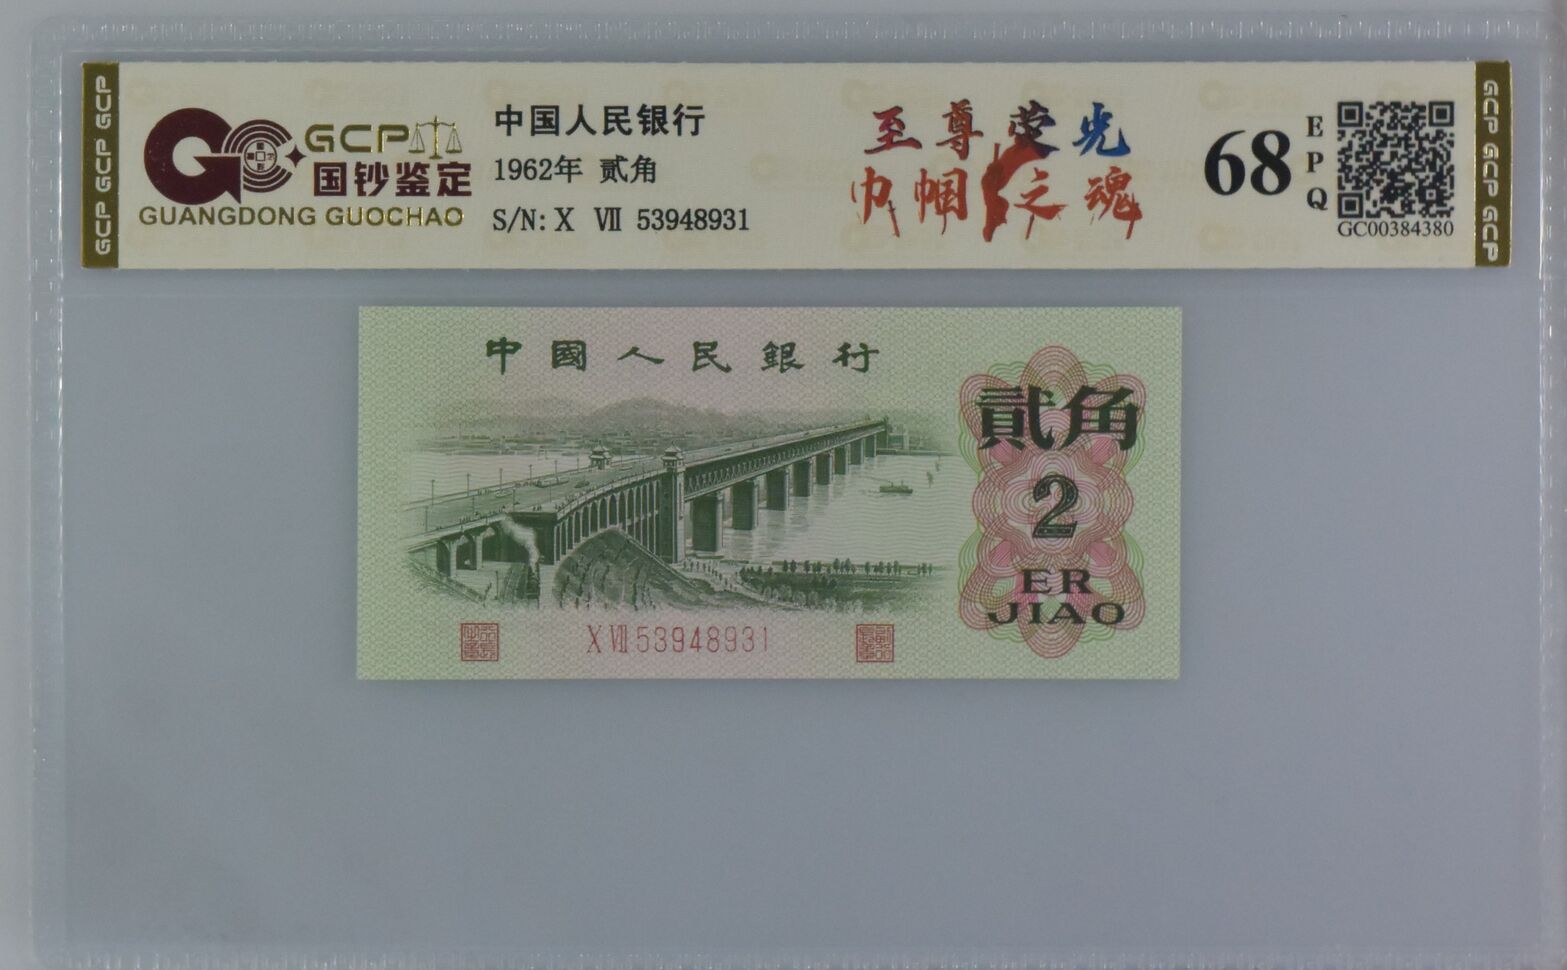 GCP GCP GCP
GCP
国钞鉴定
GUANGDONG GUOCHAO
中国人民银行
1962年 贰角
S/N: X Ⅶ 53948931
至尊荧光
巾帼之魂
68
EPQ
GC00384380
GCP GCP GCP
中國人民銀行
貳角
2
ER
JIAO
X Ⅶ 53948931